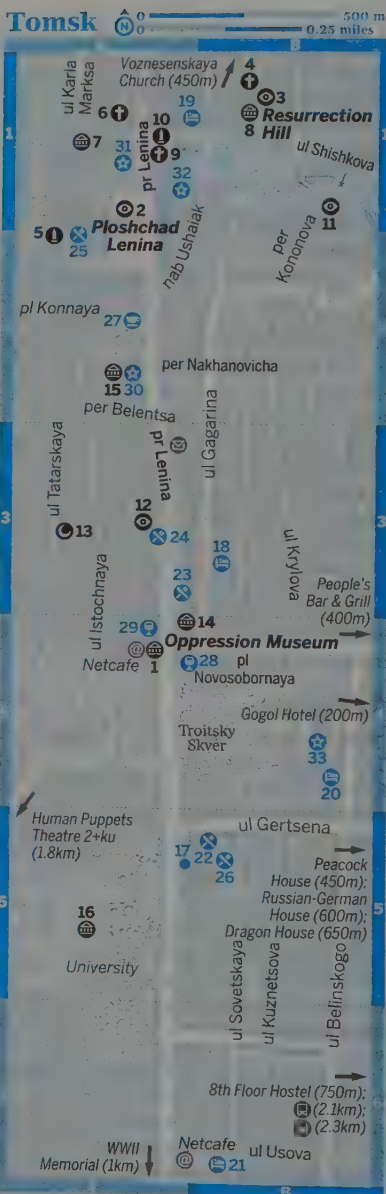 Tomsk N 0 500 m
0 0.25 miles
B
Voznesenskaya
Church (450m)
4
ul Karla
Marksa
19
3
6
10
Resurrection
Hill
8
1
1
7
31
pr Lenina
9
ul Shishkova
32
2
11
5
Ploshchad
Lenina
25
nab Ushaiak
per
Kononova
pl Konnaya
27
per Nakhanovicha
15 30
per Belentsa
ul Tatarskaya
pr Lenina
ul Gagarina
12
3
3
13
24
18
ul Krylova
ul Istochnaya
23
People's
Bar & Grill
(400m)
14
29
Oppression Museum
Netcafe 1
28 pl
Novosobornaya
Gogol Hotel (200m)
Troitsky
Skver
33
20
Human Puppets
Theatre 2+ku
(1.8km)
ul Gertsena
17
22
26
Peacock
House (450m);
Russian-German
House (600m);
Dragon House (650m)
5
5
16
University
ul Sovetskaya
ul Kuznetsova
ul Belinskogo
8th Floor Hostel (750m);
(2.1km);
(2.3km)
WWII
Memorial (1km)
Netcafe
ul Usova
21
B